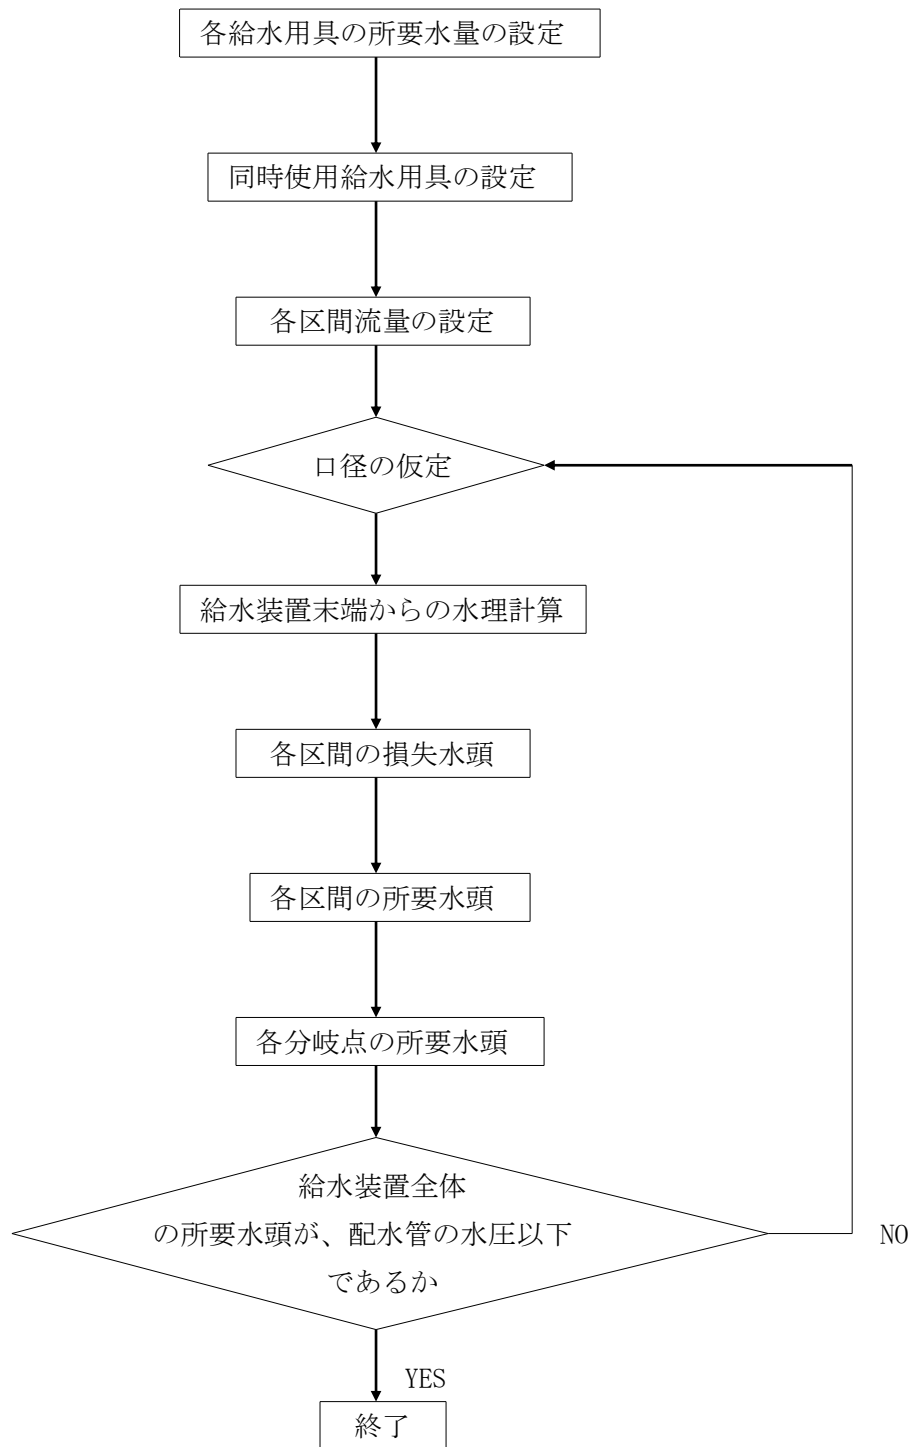 各給水用具の所要水量の設定
同時使用給水用具の設定
各区間流量の設定
口径の仮定
給水装置末端からの水理計算
各区間の損失水頭
各区間の所要水頭
各分岐点の所要水頭
給水装置全体
の所要水頭が、配水管の水圧以下
であるか
NO
YES
終了